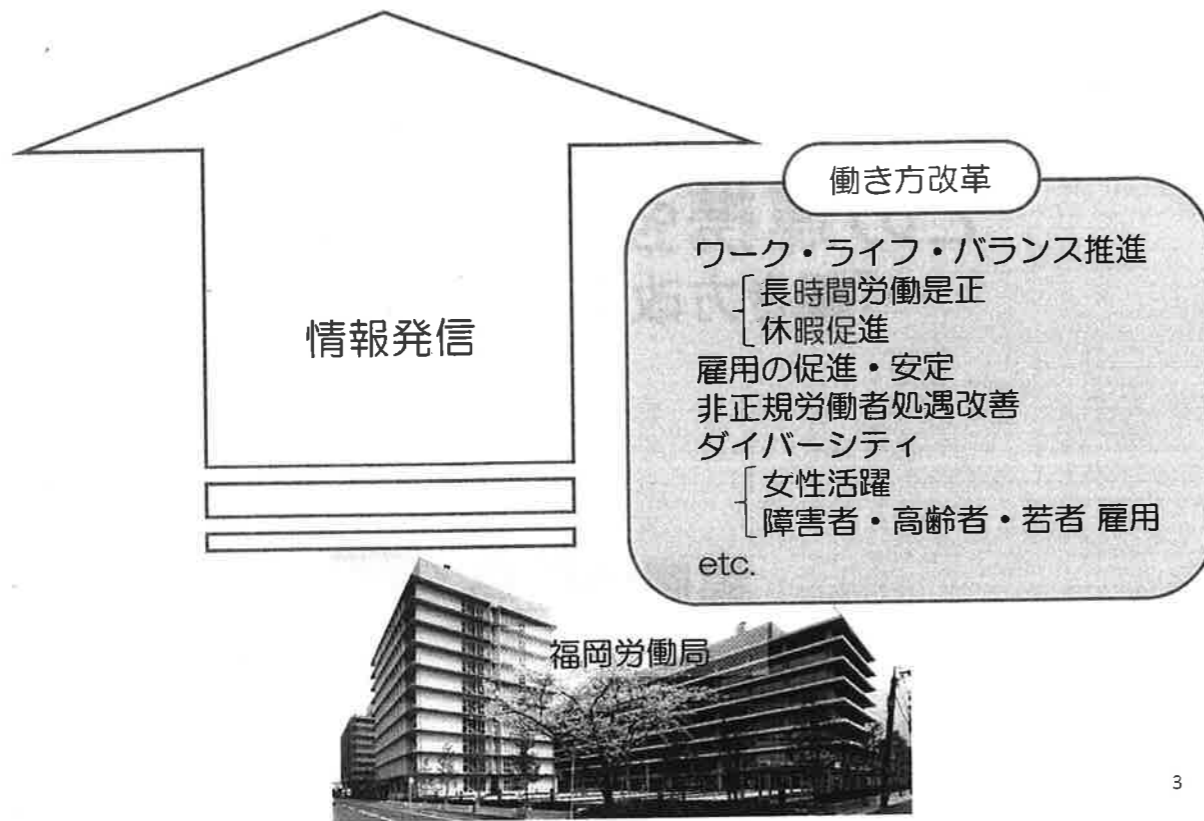 働き方改革
ワーク・ライフ・バランス推進
長時間労働是正
休暇促進
情報発信
雇用の促進・安定
非正規労働者処遇改善
ダイバーシティ
女性活躍
障害者・高齢者・若者 雇用
etc.
福岡労働局
3